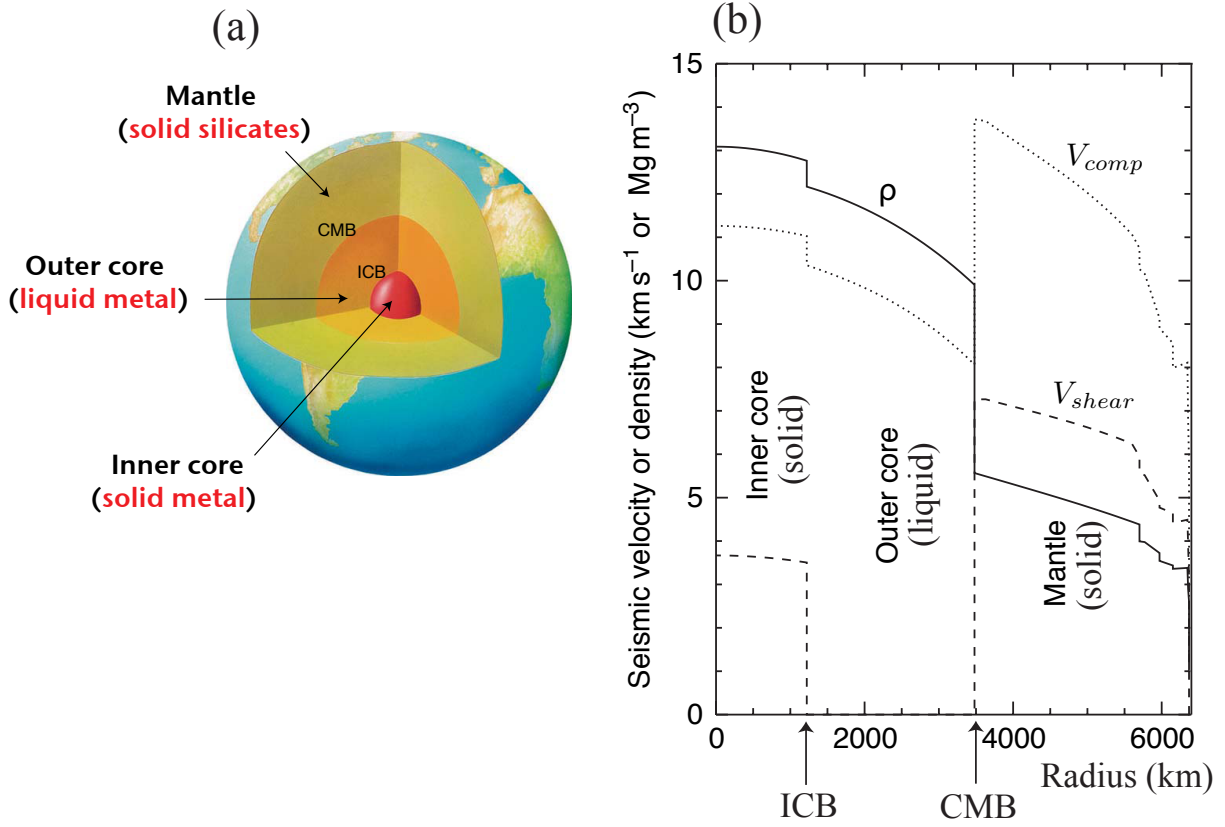 (a)
Mantle
(solid silicates)
CMB
ICB
Outer core
(liquid metal)
Inner core
(solid metal)
(b)
Seismic velocity or density (km s⁻¹ or Mg m⁻³)
15
10
5
0
ρ
V_comp
V_shear
Inner core
(solid)
Outer core
(liquid)
Mantle
(solid)
0 2000 4000 6000
Radius (km)
ICB CMB